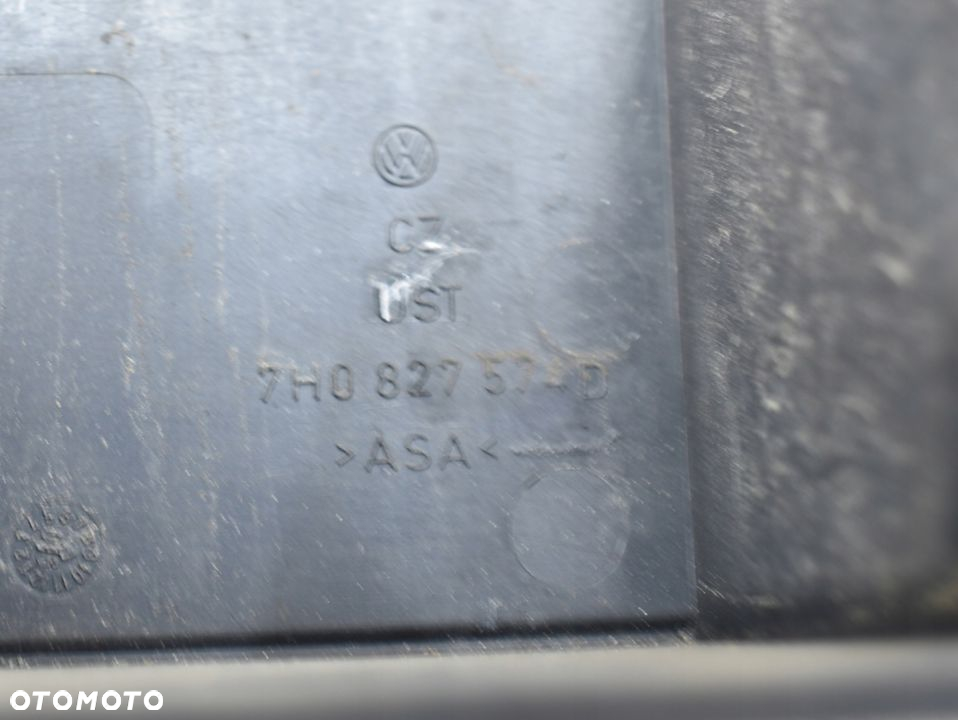 CZ
UST
7H0 827 574 D
>ASA<
OTOMOTO